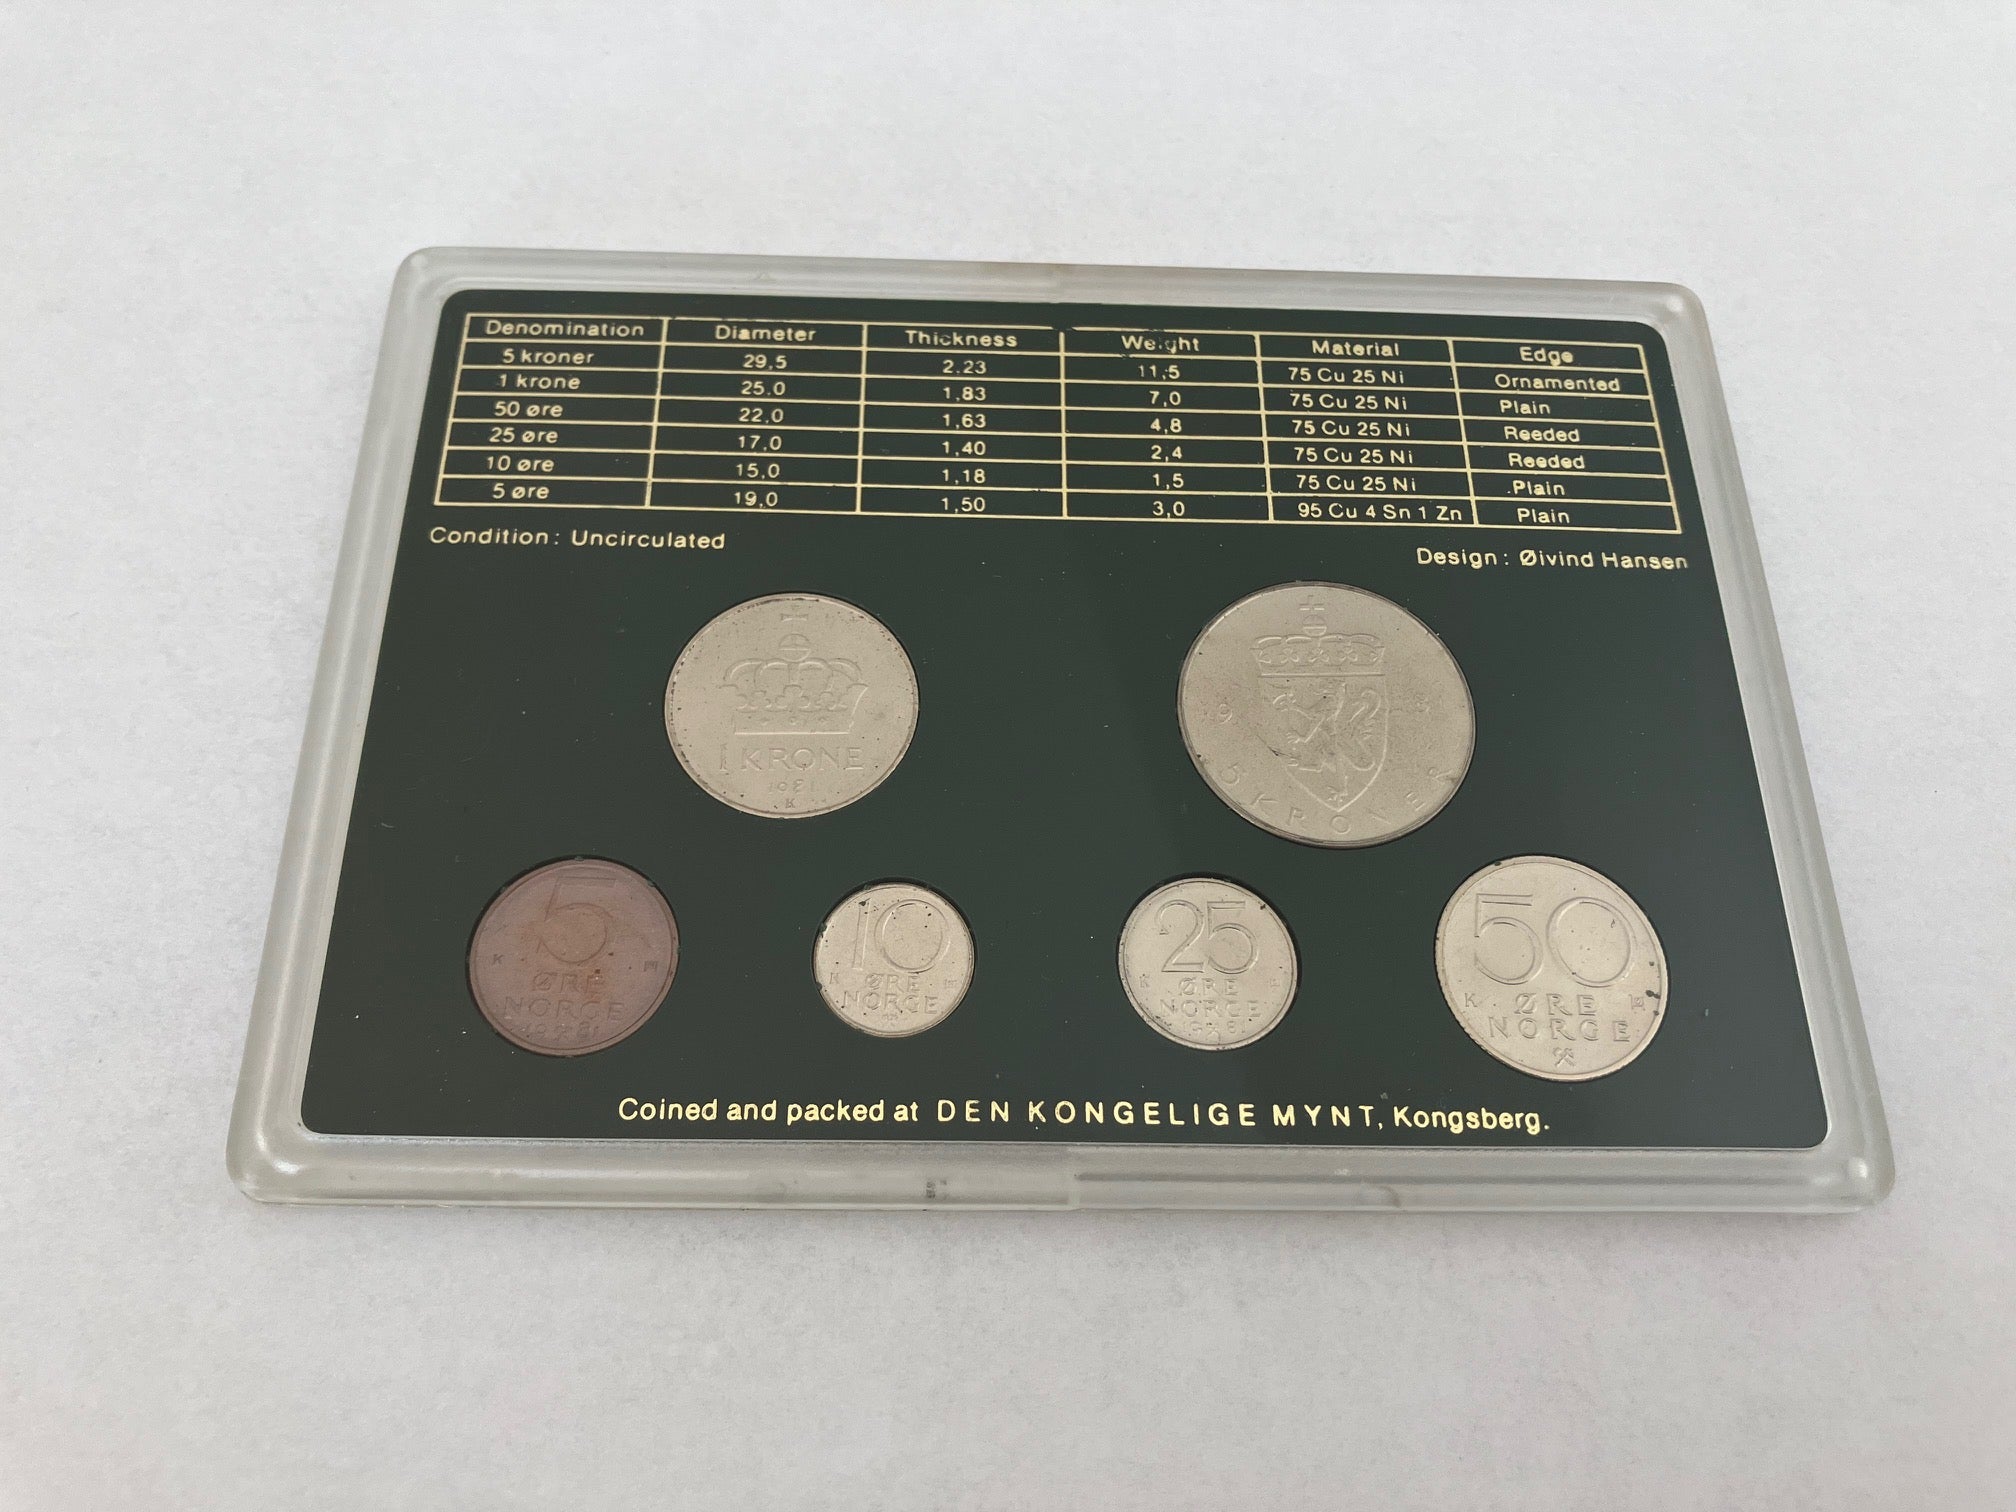 Denomination Diameter Thickness Weight Material Edge
5 kroner 29,5 2.23 11,5 75 Cu 25 Ni Ornamented
1 krone 25.0 1,83 7,0 75 Cu 25 Ni Plain
50 øre 22,0 1,63 4,8 75 Cu 25 Ni Reeded
25 øre 17,0 1,40 2,4 75 Cu 25 Ni Reeded
10 øre 15,0 1,18 1,5 75 Cu 25 Ni Plain
5 øre 19,0 1,50 3,0 95 Cu 4 Sn 1 Zn Plain
Condition: Uncirculated
Design: Øivind Hansen
1 KRONE
1981
K
5 KRONER
5
K
ØRE
NORGE
1981
10
K
ØRE
NORGE
25
K
ØRE
NORGE
1981
50
K
ØRE
NORGE
Coined and packed at DEN KONGELIGE MYNT, Kongsberg.